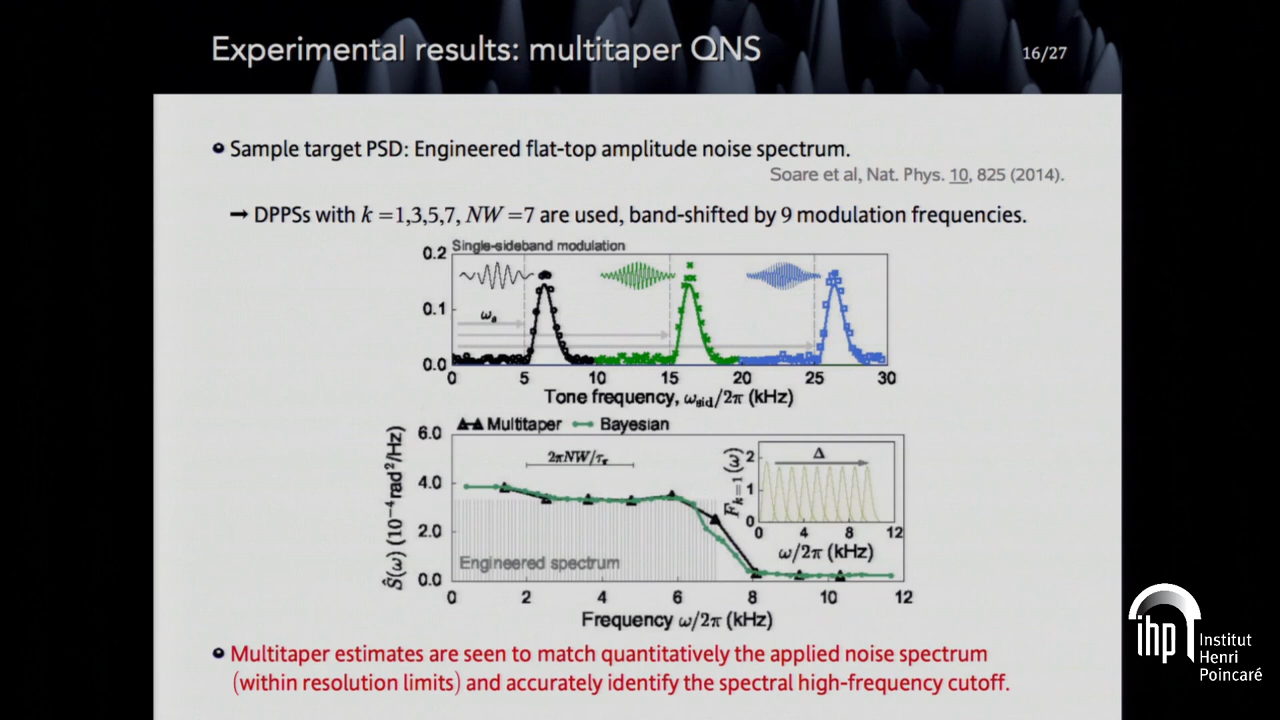 Experimental results: multitaper QNS
16/27
Sample target PSD: Engineered flat-top amplitude noise spectrum.
Soare et al, Nat. Phys. 10, 825 (2014).
➞ DPPSs with k =1,3,5,7, NW =7 are used, band-shifted by 9 modulation frequencies.
Single-sideband modulation
0.2
0.1
0.0
ωs
0 5 10 15 20 25 30
Tone frequency, ωsid/2π (kHz)
Multitaper Bayesian
6.0
4.0
2.0
0.0
Ŝ(ω) (10⁻⁴rad²/Hz)
2πNW/τs
Engineered spectrum
Δ
2
1
0
Fk=1(ω)
0 4 8 12
ω/2π (kHz)
0 2 4 6 8 10 12
Frequency ω/2π (kHz)
Multitaper estimates are seen to match quantitatively the applied noise spectrum
(within resolution limits) and accurately identify the spectral high-frequency cutoff.
ihp
Institut
Henri
Poincaré